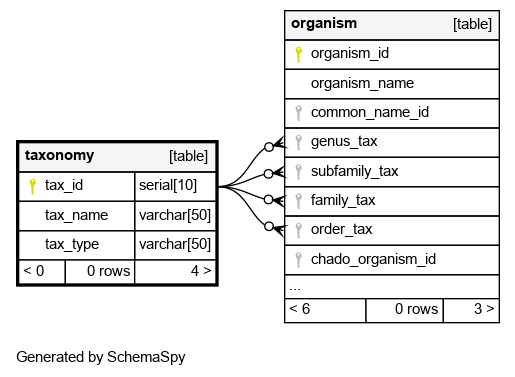 organism [table]
organism_id
organism_name
common_name_id
genus_tax
subfamily_tax
family_tax
order_tax
chado_organism_id
...
< 6 0 rows 3 >
taxonomy [table]
tax_id serial[10]
tax_name varchar[50]
tax_type varchar[50]
< 0 0 rows 4 >
Generated by SchemaSpy